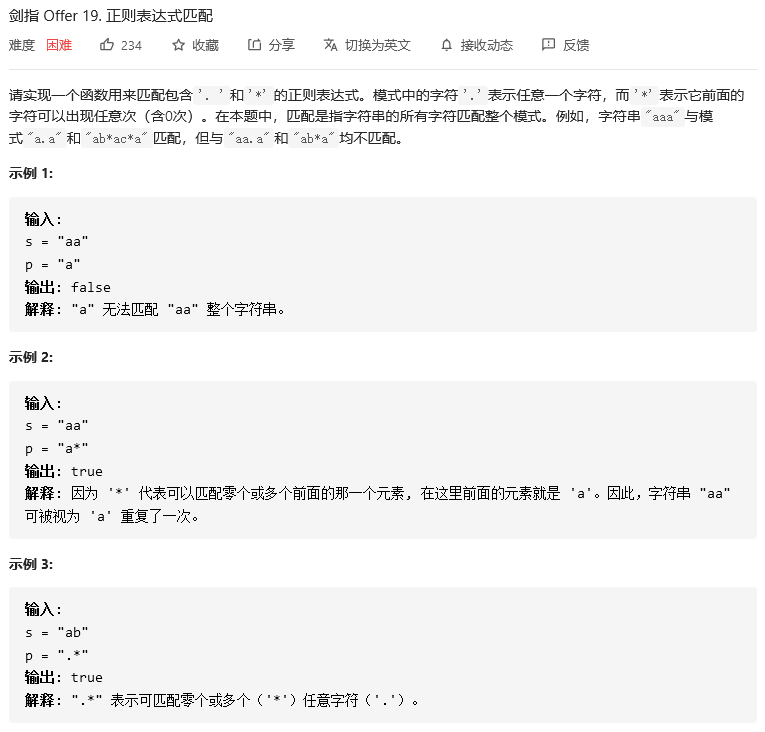 剑指 Offer 19. 正则表达式匹配
难度 困难 234 收藏 分享 切换为英文 接收动态 反馈
请实现一个函数用来匹配包含'. '和'*'的正则表达式。模式中的字符'.'表示任意一个字符，而'*'表示它前面的
字符可以出现任意次（含0次）。在本题中，匹配是指字符串的所有字符匹配整个模式。例如，字符串"aaa"与模
式"a.a"和"ab*ac*a"匹配，但与"aa.a"和"ab*a"均不匹配。
示例 1:
输入:
s = "aa"
p = "a"
输出: false
解释: "a" 无法匹配 "aa" 整个字符串。
示例 2:
输入:
s = "aa"
p = "a*"
输出: true
解释: 因为 '*' 代表可以匹配零个或多个前面的那一个元素, 在这里前面的元素就是 'a'。因此，字符串 "aa"
可被视为 'a' 重复了一次。
示例 3:
输入:
s = "ab"
p = ".*"
输出: true
解释: ".*" 表示可匹配零个或多个（'*'）任意字符（'.'）。